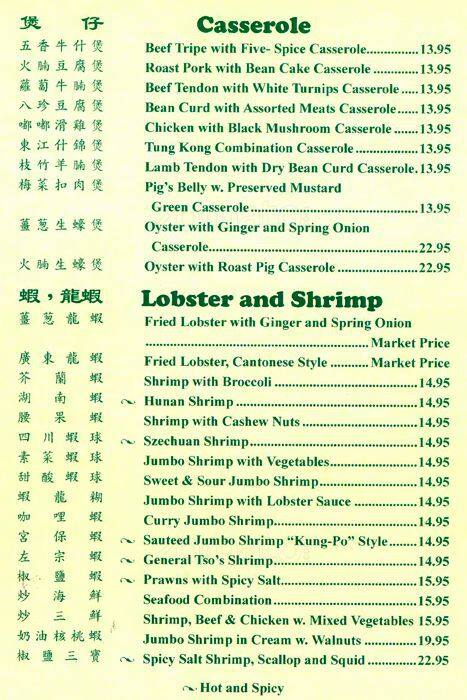 煲仔 Casserole
五香牛什煲 Beef Tripe with Five- Spice Casserole............... 13.95
火腩豆腐煲 Roast Pork with Bean Cake Casserole ............ 13.95
蘿蔔牛腩煲 Beef Tendon with White Turnips Casserole ..... 13.95
八珍豆腐煲 Bean Curd with Assorted Meats Casserole...... 13.95
嘟嘟滑雞煲 Chicken with Black Mushroom Casserole ........ 13.95
東江什錦煲 Tung Kong Combination Casserole ................. 13.95
枝竹羊腩煲 Lamb Tendon with Dry Bean Curd Casserole. 13.95
梅菜扣肉煲 Pig's Belly w. Preserved Mustard
Green Casserole ............................................ 13.95
薑葱生蠔煲 Oyster with Ginger and Spring Onion
Casserole...................................................... 22.95
火腩生蠔煲 Oyster with Roast Pig Casserole ..................... 22.95
蝦，龍蝦 Lobster and Shrimp
薑葱龍蝦 Fried Lobster with Ginger and Spring Onion
........................................................ Market Price
廣東龍蝦 Fried Lobster, Cantonese Style ........... Market Price
芥蘭蝦 Shrimp with Broccoli ..................................... 14.95
湖南蝦 Hunan Shrimp ............................................... 14.95
腰果蝦 Shrimp with Cashew Nuts ............................... 14.95
四川蝦球 Szechuan Shrimp ............................................ 14.95
素菜蝦球 Jumbo Shrimp with Vegetables....................... 14.95
甜酸蝦球 Sweet & Sour Jumbo Shrimp.......................... 14.95
蝦龍糊 Jumbo Shrimp with Lobster Sauce ................. 14.95
咖哩蝦 Curry Jumbo Shrimp..................................... 14.95
宮保蝦 Sauteed Jumbo Shrimp “Kung-Po” Style....... 14.95
左宗蝦 General Tso's Shrimp................................... 14.95
椒鹽蝦 Prawns with Spicy Salt................................. 15.95
炒海鮮 Seafood Combination................................... 15.95
炒三鮮 Shrimp, Beef & Chicken w. Mixed Vegetables 15.95
奶油核桃蝦 Jumbo Shrimp in Cream w. Walnuts .............. 19.95
椒鹽三寶 Spicy Salt Shrimp, Scallop and Squid ............ 22.95
Hot and Spicy